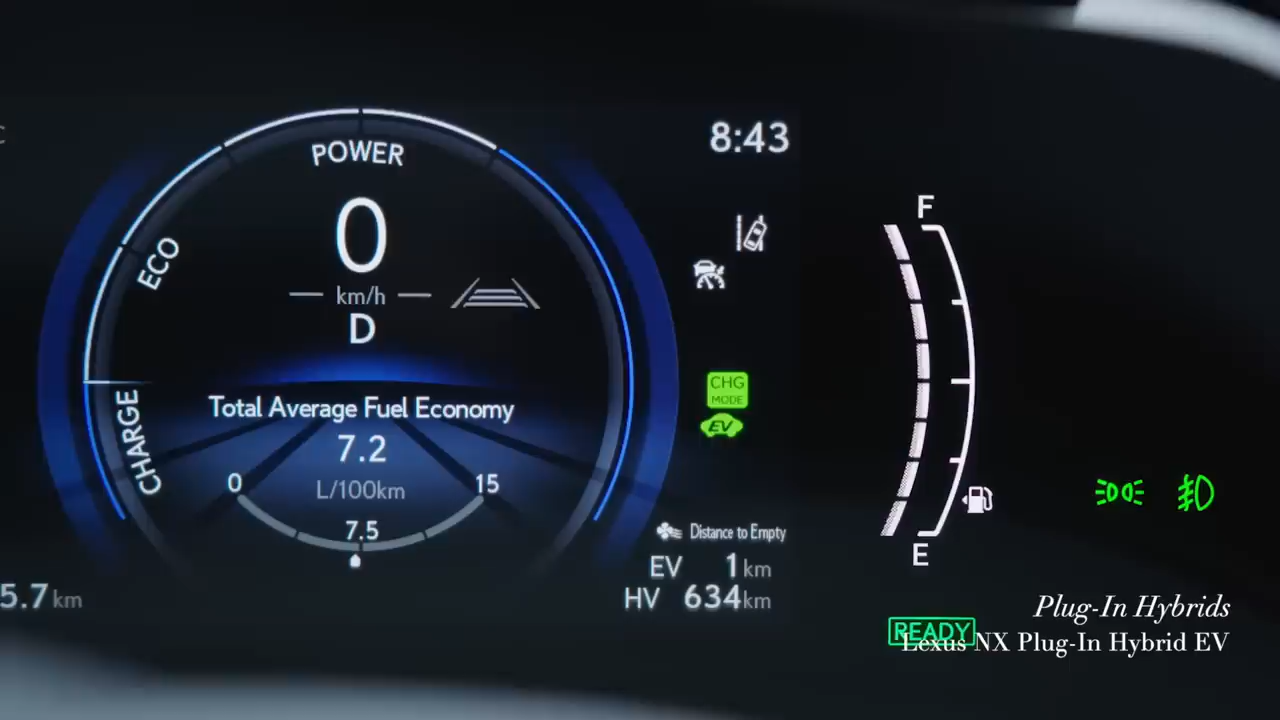 C
POWER
ECO
CHARGE
0
km/h
D
Total Average Fuel Economy
7.2
L/100km
0
15
7.5
5.7 km
8:43
CHG
MODE
EV
Distance to Empty
EV 1 km
HV 634 km
F
E
READY
Plug-In Hybrids
Lexus NX Plug-In Hybrid EV